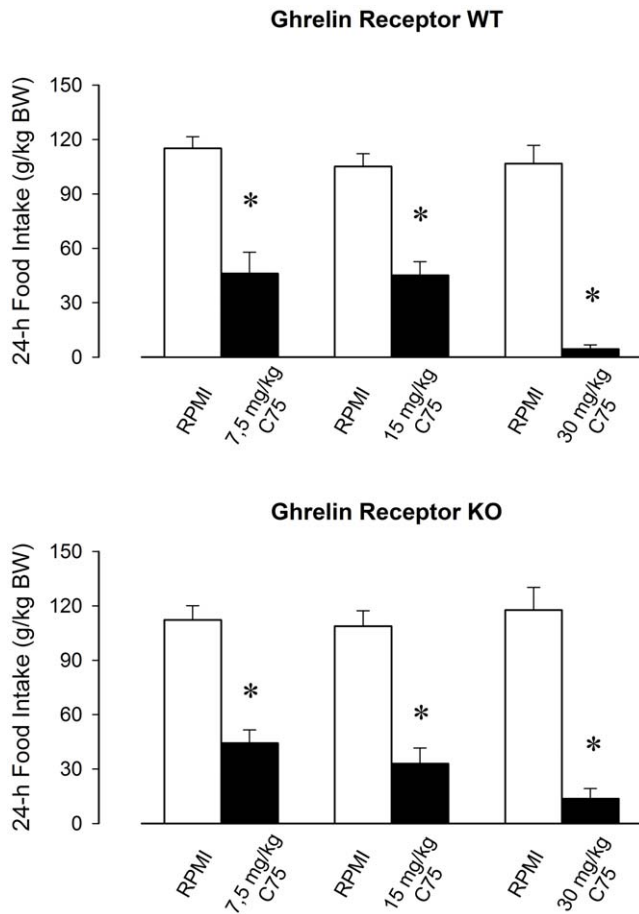 Ghrelin Receptor WT
24-h Food Intake (g/kg BW)
150
120
90
60
30
0
*
*
*
RPMI
7,5 mg/kg
C75
RPMI
15 mg/kg
C75
RPMI
30 mg/kg
C75
Ghrelin Receptor KO
24-h Food Intake (g/kg BW)
150
120
90
60
30
0
*
*
*
RPMI
7,5 mg/kg
C75
RPMI
15 mg/kg
C75
RPMI
30 mg/kg
C75